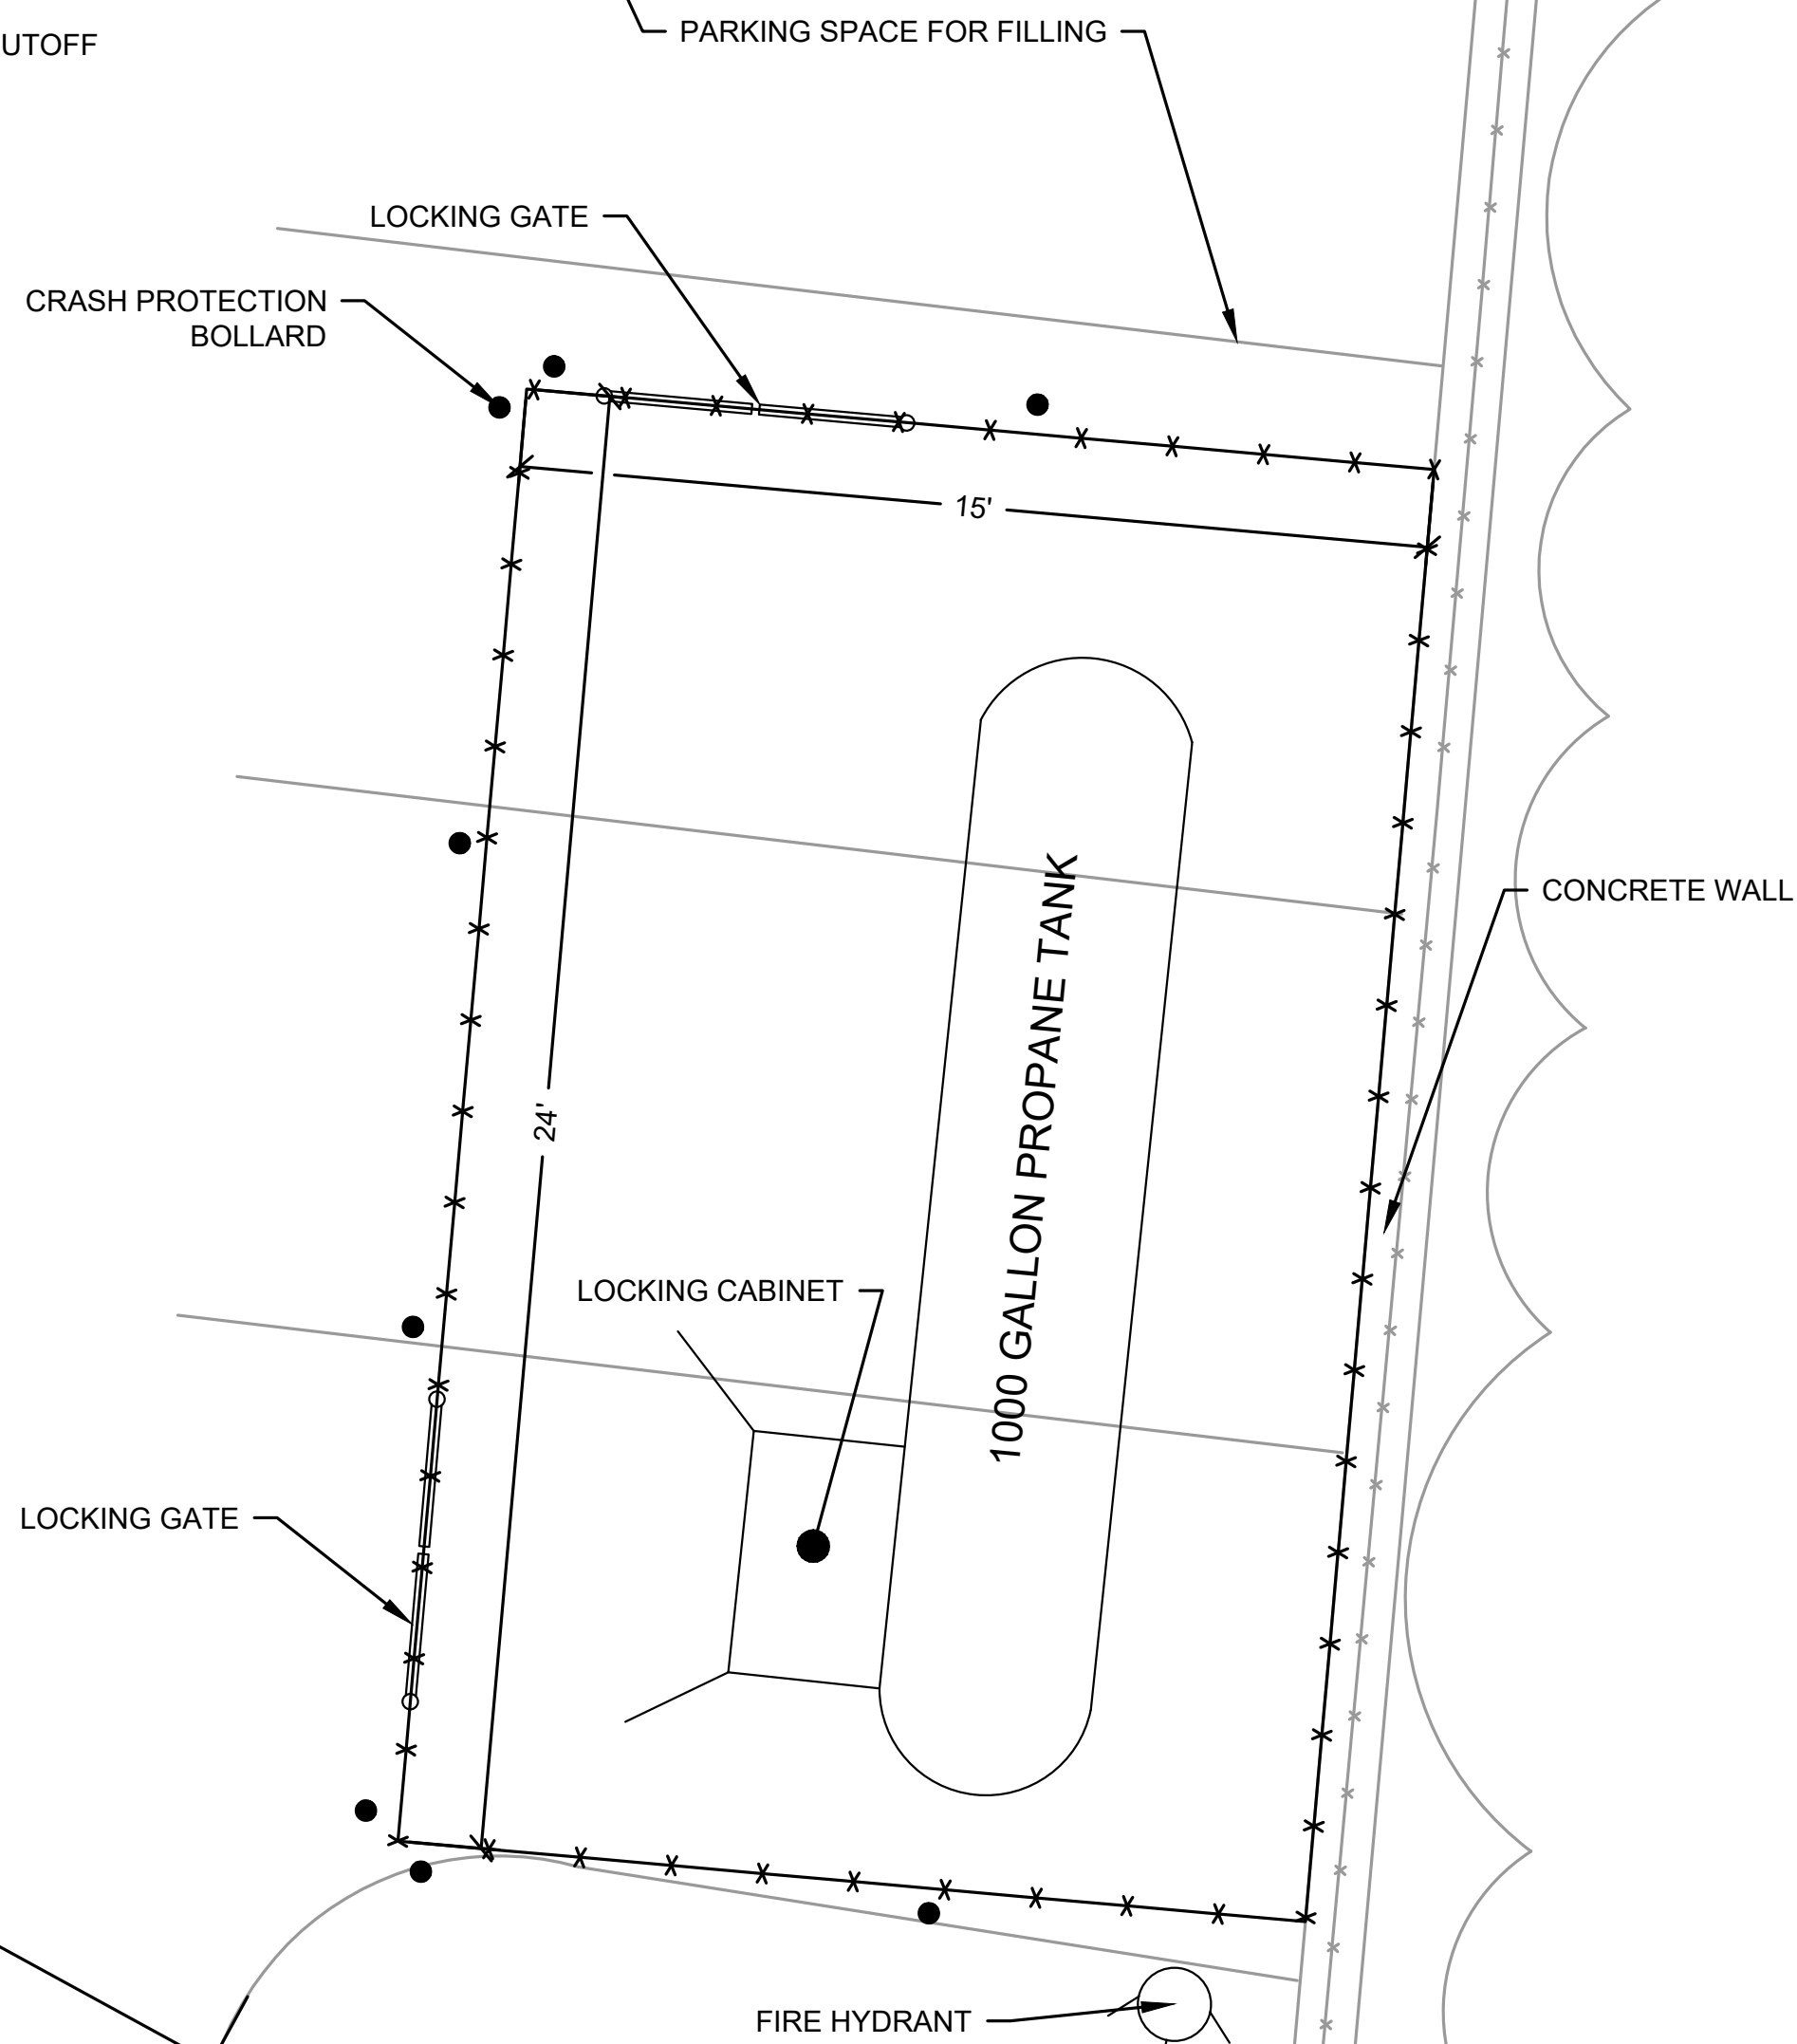 PARKING SPACE FOR FILLING
UTOFF
LOCKING GATE
CRASH PROTECTION
BOLLARD
15'
1000 GALLON PROPANE TANK
CONCRETE WALL
24'
LOCKING CABINET
LOCKING GATE
FIRE HYDRANT